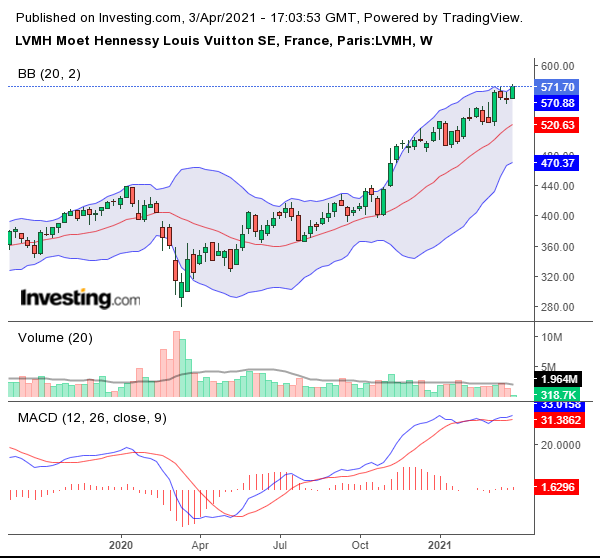 Published on Investing.com, 3/Apr/2021 - 17:03:53 GMT, Powered by TradingView.
LVMH Moet Hennessy Louis Vuitton SE, France, Paris:LVMH, W
BB (20, 2)
600.00
571.70
570.88
520.63
470.37
440.00
400.00
360.00
320.00
280.00
Investing.com
Volume (20)
10M
5M
1.964M
318.7K
MACD (12, 26, close, 9)
33.0158
31.3862
20.0000
1.6296
2020
Apr
Jul
Oct
2021